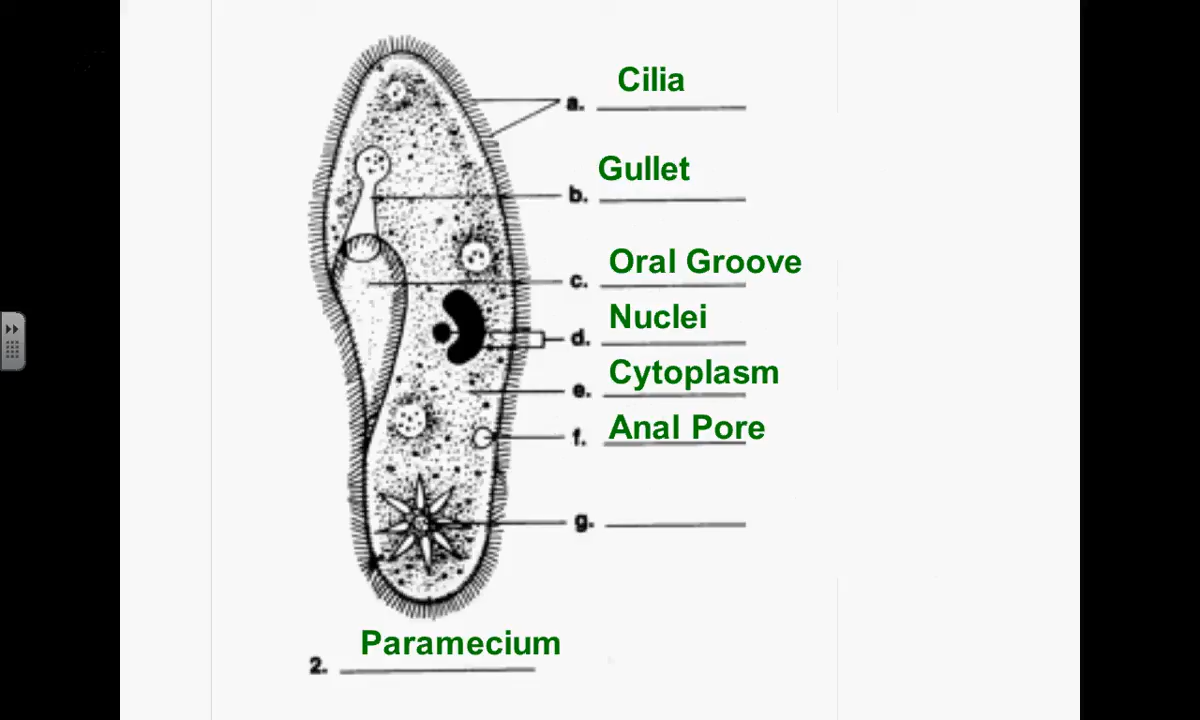 a. Cilia
b. Gullet
c. Oral Groove
d. Nuclei
e. Cytoplasm
f. Anal Pore
g.
2. Paramecium